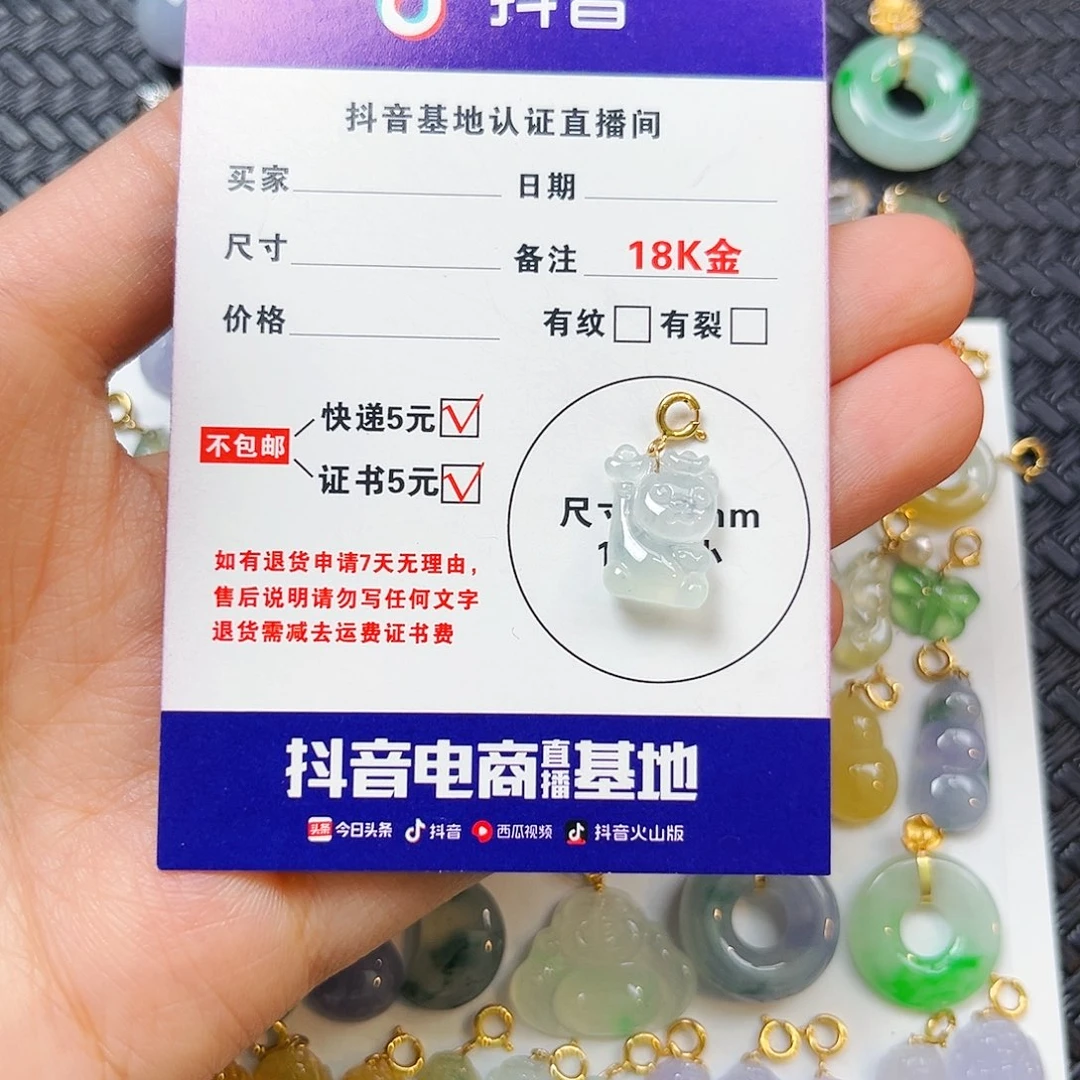 抖音
抖音基地认证直播间
买家 日期
尺寸 备注 18K金
价格 有纹 有裂
不包邮 快递5元
证书5元
尺 mm
如有退货申请7天无理由，
售后说明请勿写任何文字
退货需减去运费证书费
抖音电商直播基地
头条 今日头条 抖音 西瓜视频 抖音火山版